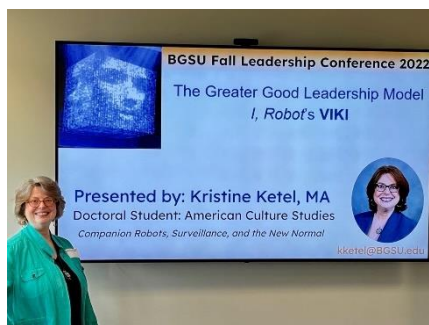 BGSU Fall Leadership Conference 2022
The Greater Good Leadership Model
I, Robot's VIKI
Presented by: Kristine Ketel, MA
Doctoral Student: American Culture Studies
Companion Robots, Surveillance, and the New Normal
kketel@BGSU.edu